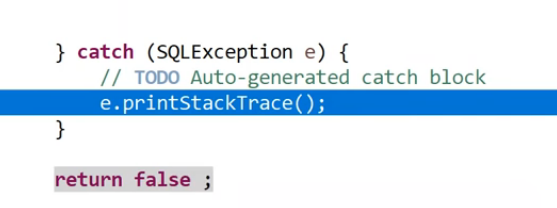 } catch (SQLException e) {
// TODO Auto-generated catch block
e.printStackTrace();
}
return false ;